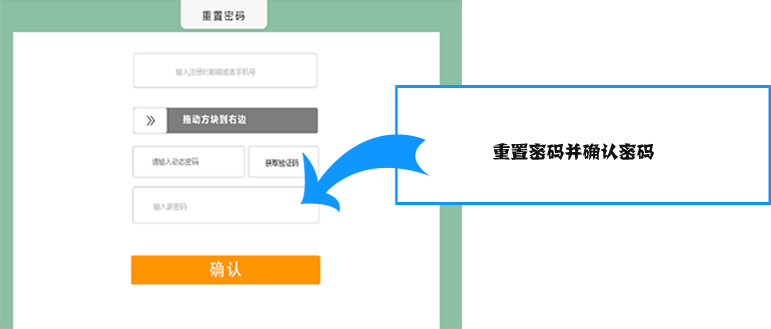 重置密码
输入注册时邮箱或者手机号
拖动方块到右边
请输入动态密码
获取验证码
输入新密码
确认
重置密码并确认密码